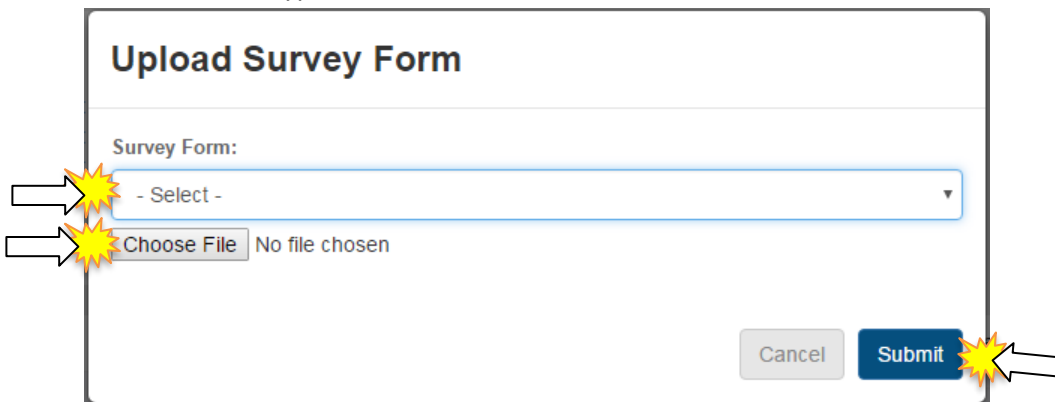 Upload Survey Form
Survey Form:
- Select -
Choose File No file chosen
Cancel Submit